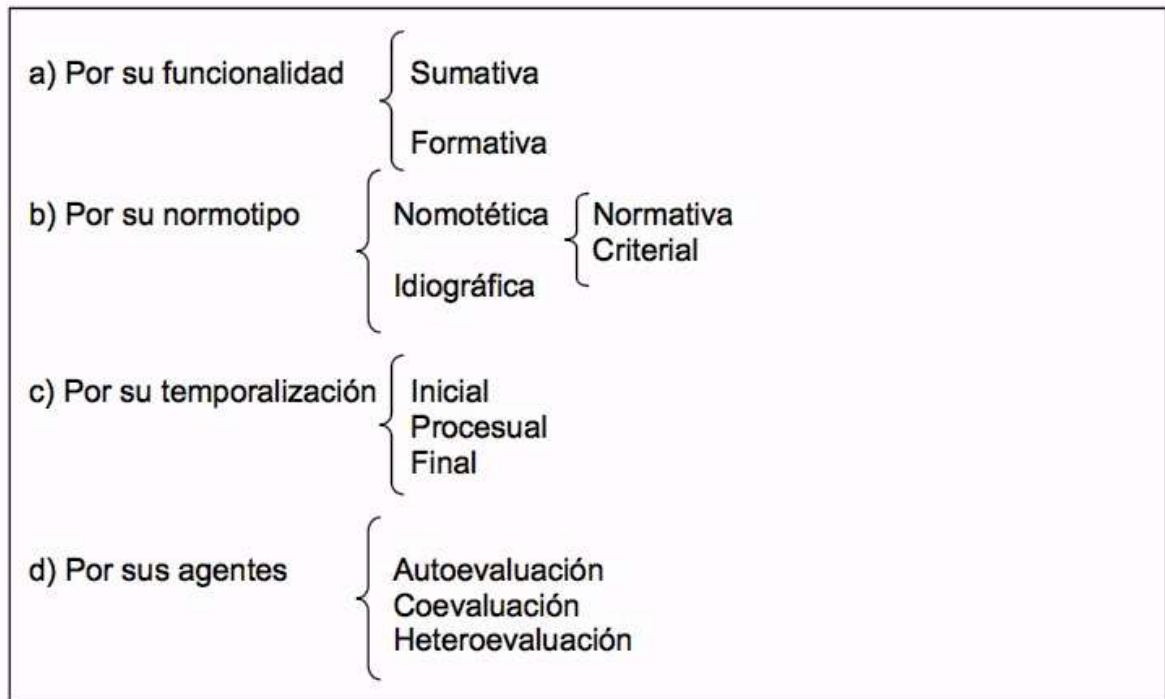 a) Por su funcionalidad
Sumativa
Formativa
b) Por su normotipo
Nomotética
Normativa
Criterial
Idiográfica
c) Por su temporalización
Inicial
Procesual
Final
d) Por sus agentes
Autoevaluación
Coevaluación
Heteroevaluación